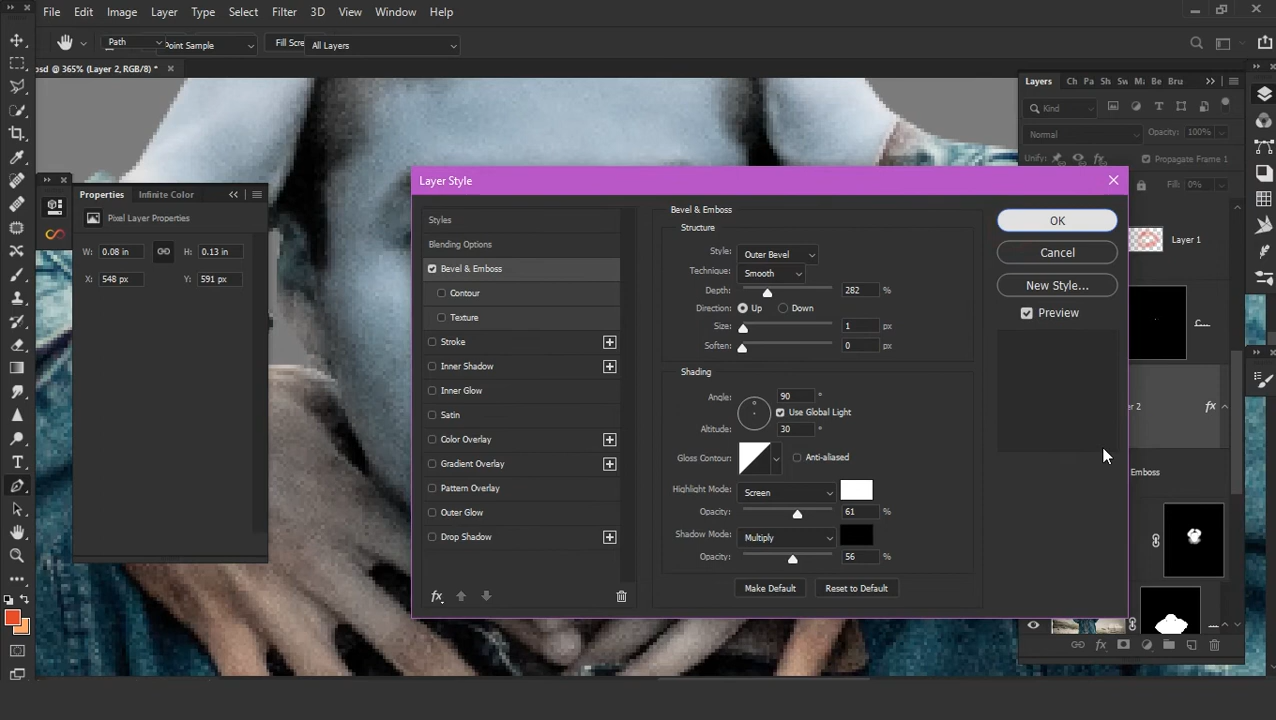 File Edit Image Layer Type Select Filter 3D View Window Help
Path Point Sample Fill Scre All Layers
psd @ 365% (Layer 2, RGB/8) *
Layers Ch Pa Sh Sw Mi Be Bru
Kind
Normal Opacity: 100%
Unify: Propagate Frame 1
Fill: 0%
Layer 1
Properties Infinite Color
Pixel Layer Properties
W: 0.08 in H: 0.13 in
X: 548 px Y: 591 px
Layer Style
Styles
Blending Options
Bevel & Emboss
Contour
Texture
Stroke
Inner Shadow
Inner Glow
Satin
Color Overlay
Gradient Overlay
Pattern Overlay
Outer Glow
Drop Shadow
fx
Bevel & Emboss
Structure
Style: Outer Bevel
Technique: Smooth
Depth: 282 %
Direction: Up Down
Size: 1 px
Soften: 0 px
Shading
Angle: 90 °
Use Global Light
Altitude: 30 °
Gloss Contour: Anti-aliased
Highlight Mode: Screen
Opacity: 61 %
Shadow Mode: Multiply
Opacity: 56 %
Make Default Reset to Default
OK
Cancel
New Style...
Preview
er 2 fx
Emboss
fx
T